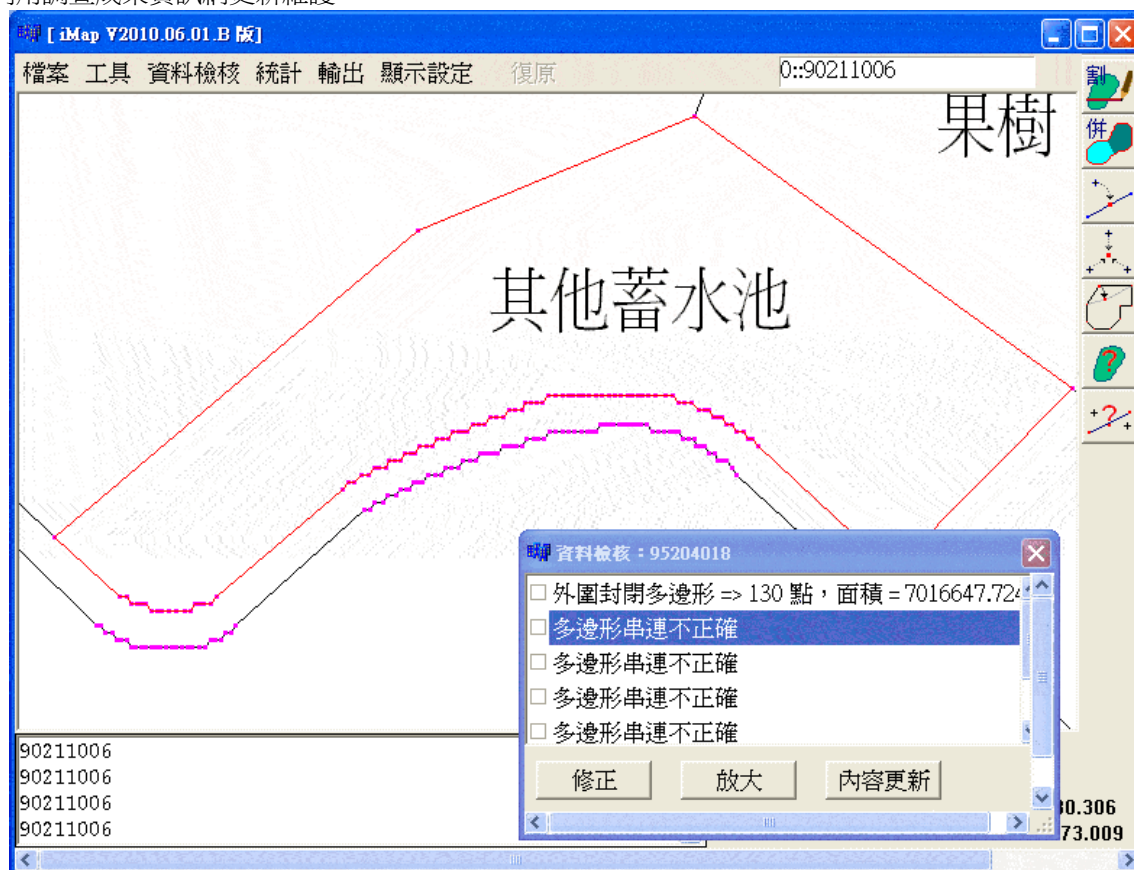 [ iMap V2010.06.01.B 版]
檔案 工具 資料檢核 統計 輸出 顯示設定 復原 0::90211006
割
果樹
併
其他蓄水池
資料檢核:95204018
外圍封閉多邊形 => 130 點,面積 = 7016647.724
多邊形串連不正確
多邊形串連不正確
多邊形串連不正確
多邊形串連不正確
修正 放大 內容更新
90211006
90211006
90211006
90211006
30.306
73.009